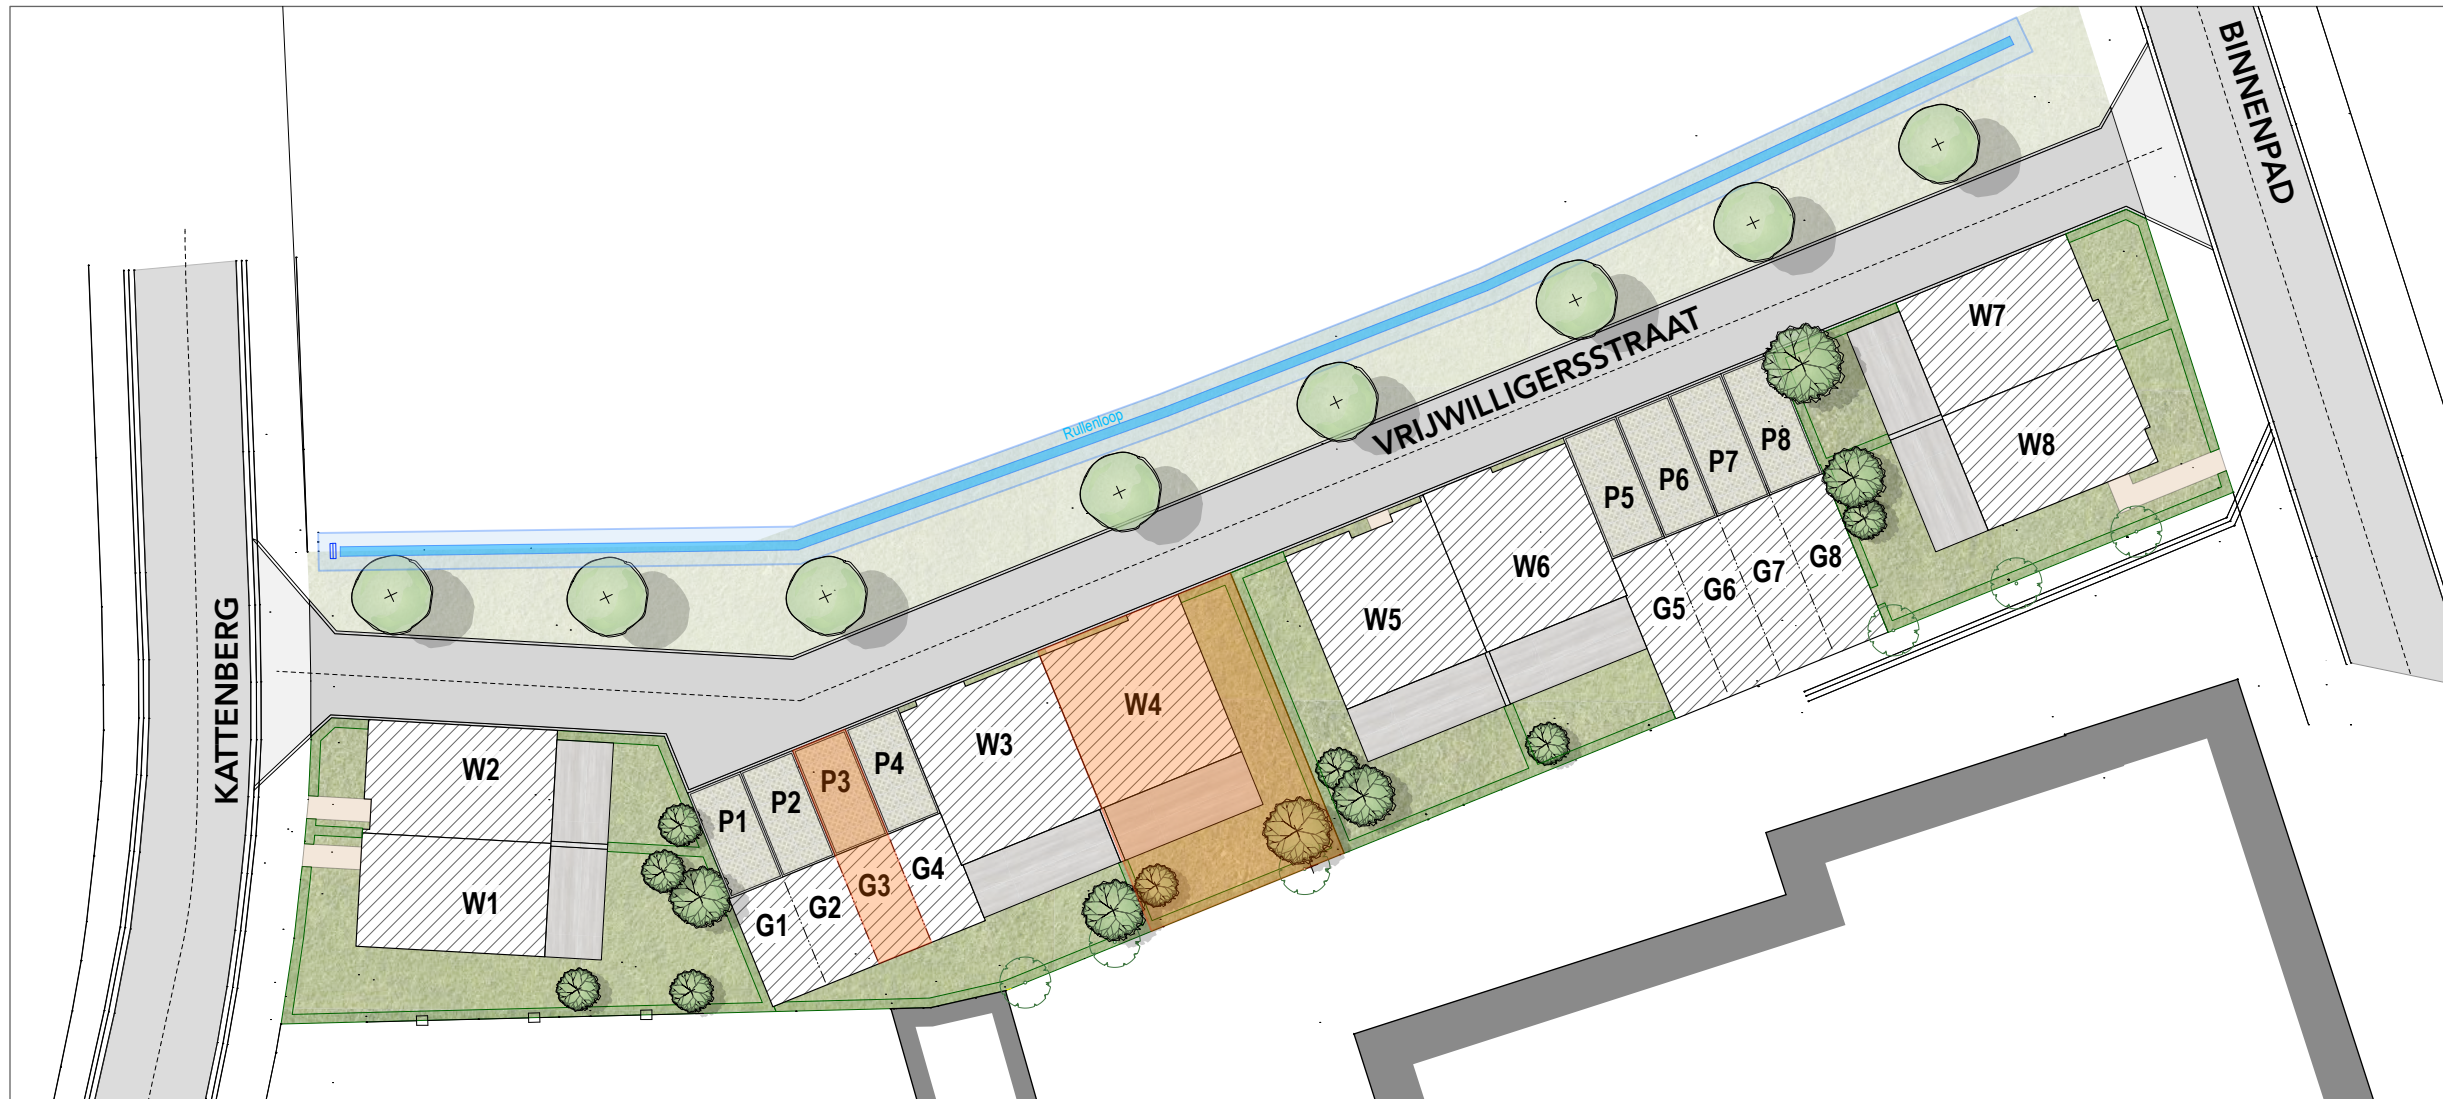 BINNENPAD
W7
Rullenloop
VRIJWILLIGERSSTRAAT
W8
P8
P7
P6
P5
W6
G8
G7
G6
G5
W5
KATTENBERG
W4
W3
P4
P3
P2
P1
W2
G4
G3
G2
G1
W1